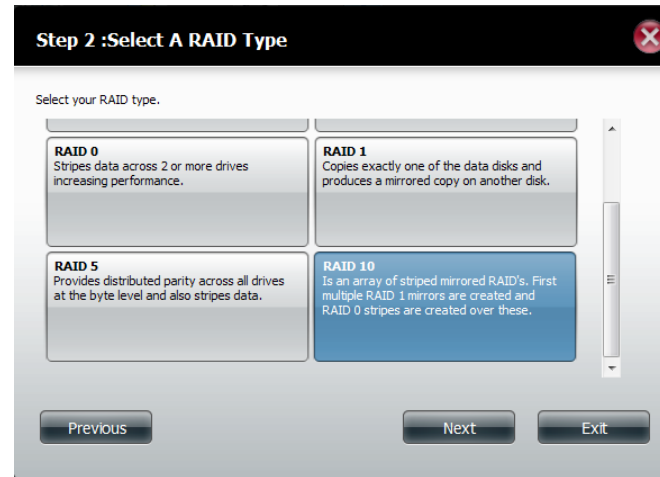 Step 2 :Select A RAID Type
Select your RAID type.
RAID 0
Stripes data across 2 or more drives
increasing performance.
RAID 1
Copies exactly one of the data disks and
produces a mirrored copy on another disk.
RAID 5
Provides distributed parity across all drives
at the byte level and also stripes data.
RAID 10
Is an array of striped mirrored RAID's. First
multiple RAID 1 mirrors are created and
RAID 0 stripes are created over these.
Previous
Next
Exit